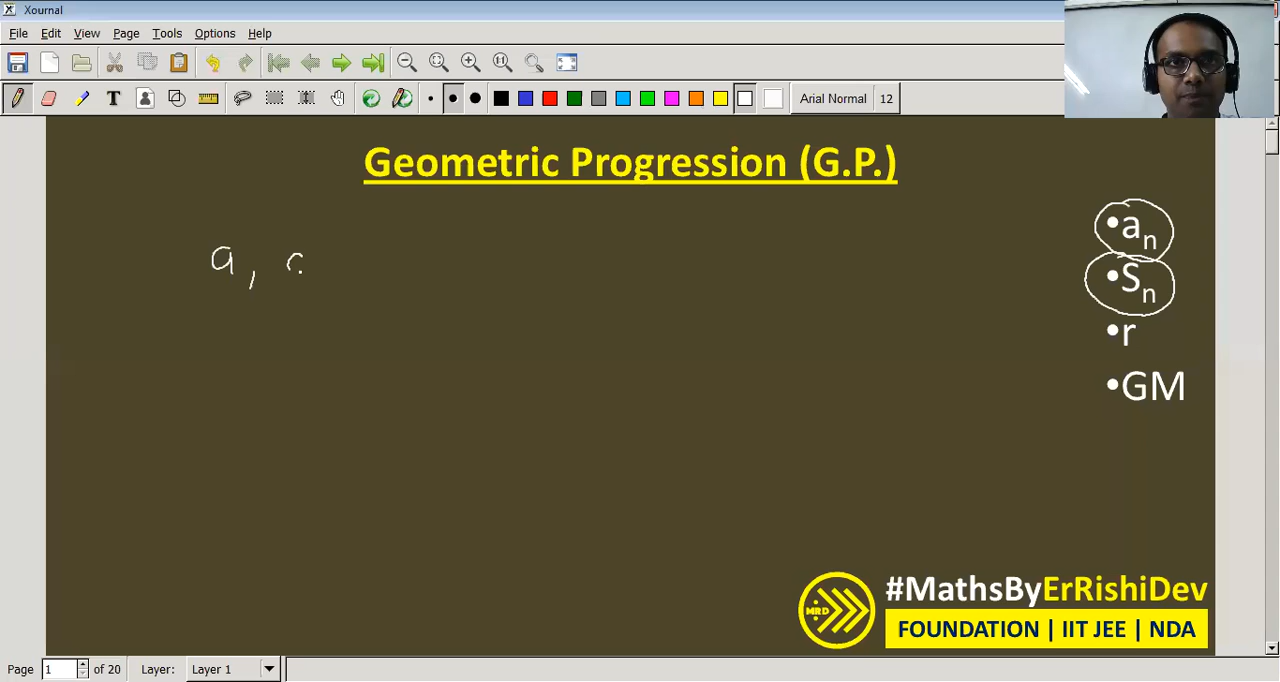 Xournal
File Edit View Page Tools Options Help
Arial Normal 12
Geometric Progression (G.P.)
a,
•an
•Sn
•r
•GM
MRD
#MathsByErRishiDev
FOUNDATION | IIT JEE | NDA
Page 1 of 20 Layer: Layer 1